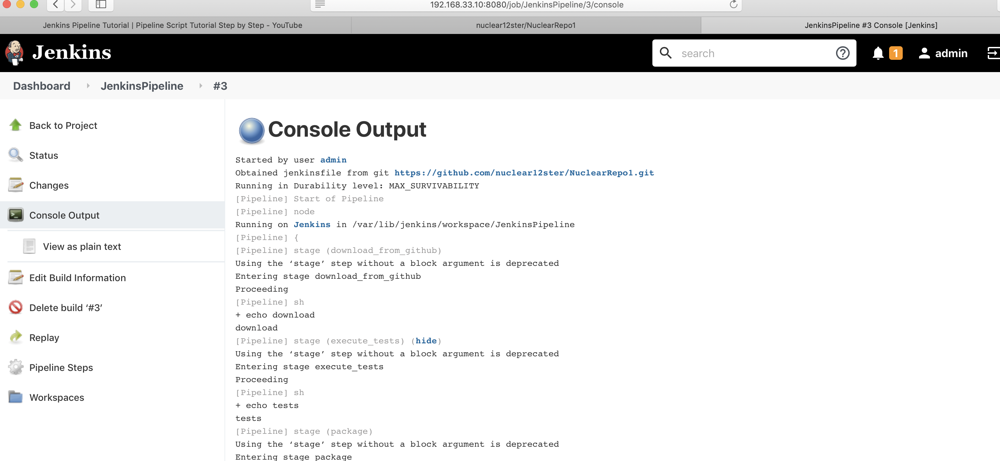 192.168.33.10:8080/job/JenkinsPipeline/3/console
Jenkins Pipeline Tutorial | Pipeline Script Tutorial Step by Step - YouTube
nuclear12ster/NuclearRepo1
JenkinsPipeline #3 Console [Jenkins]
Jenkins
search
1
admin
Dashboard
JenkinsPipeline
#3
Back to Project
Status
Changes
Console Output
View as plain text
Edit Build Information
Delete build ‘#3’
Replay
Pipeline Steps
Workspaces
Console Output
Started by user admin
Obtained jenkinsfile from git https://github.com/nuclear12ster/NuclearRepo1.git
Running in Durability level: MAX_SURVIVABILITY
[Pipeline] Start of Pipeline
[Pipeline] node
Running on Jenkins in /var/lib/jenkins/workspace/JenkinsPipeline
[Pipeline] {
[Pipeline] stage (download_from_github)
Using the ‘stage’ step without a block argument is deprecated
Entering stage download_from_github
Proceeding
[Pipeline] sh
+ echo download
download
[Pipeline] stage (execute_tests) (hide)
Using the ‘stage’ step without a block argument is deprecated
Entering stage execute_tests
Proceeding
[Pipeline] sh
+ echo tests
tests
[Pipeline] stage (package)
Using the ‘stage’ step without a block argument is deprecated
Entering stage package